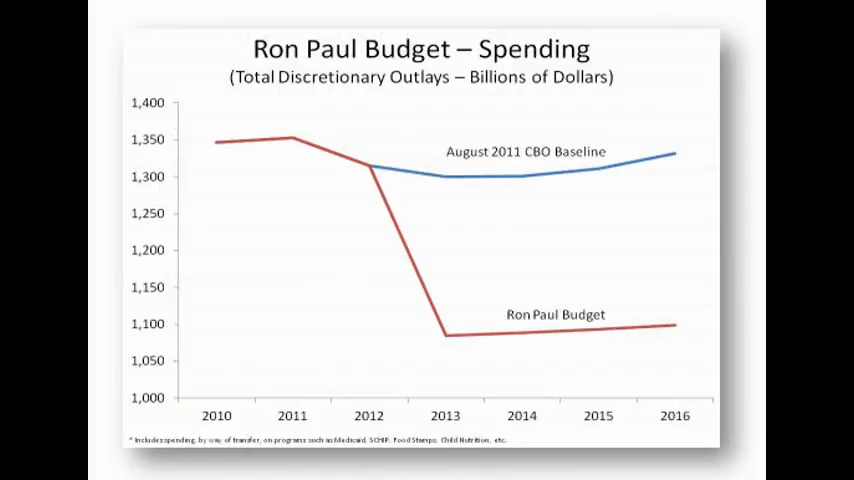 Ron Paul Budget – Spending
(Total Discretionary Outlays – Billions of Dollars)
1,400
1,350
August 2011 CBO Baseline
1,300
1,250
1,200
1,150
Ron Paul Budget
1,100
1,050
1,000
2010 2011 2012 2013 2014 2015 2016
* Includes spending, by way of transfer, on programs such as Medicaid, SCHIP, Food Stamps, Child Nutrition, etc.